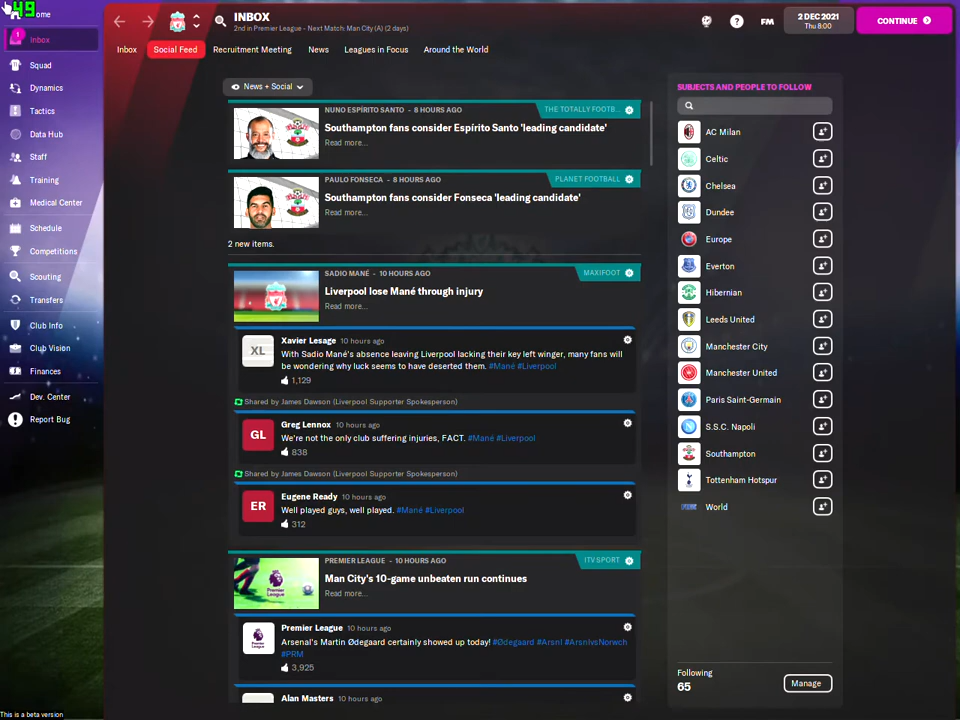 49
ome
1
Inbox
Squad
Dynamics
Tactics
Data Hub
Staff
Training
Medical Center
Schedule
Competitions
Scouting
Transfers
Club Info
Club Vision
Finances
Dev. Center
Report Bug
This is a beta version
INBOX
2nd in Premier League - Next Match: Man City (A) (2 days)
?
FM
2 DEC 2021
Thu 8:00
CONTINUE
Inbox
Social Feed
Recruitment Meeting
News
Leagues in Focus
Around the World
News + Social
NUNO ESPÍRITO SANTO - 8 HOURS AGO
THE TOTALLY FOOTB...
Southampton fans consider Espírito Santo 'leading candidate'
Read more...
PAULO FONSECA - 8 HOURS AGO
PLANET FOOTBALL
Southampton fans consider Fonseca 'leading candidate'
Read more...
2 new items.
SADIO MANÉ - 10 HOURS AGO
MAXIFOOT
Liverpool lose Mané through injury
Read more...
XL
Xavier Lesage 10 hours ago
With Sadio Mané's absence leaving Liverpool lacking their key left winger, many fans will
be wondering why luck seems to have deserted them. #Mané #Liverpool
1,129
Shared by James Dawson (Liverpool Supporter Spokesperson)
GL
Greg Lennox 10 hours ago
We're not the only club suffering injuries, FACT. #Mané #Liverpool
838
Shared by James Dawson (Liverpool Supporter Spokesperson)
ER
Eugene Ready 10 hours ago
Well played guys, well played. #Mané #Liverpool
312
PREMIER LEAGUE - 10 HOURS AGO
ITV SPORT
Premier
League
Man City's 10-game unbeaten run continues
Read more...
Premier League 10 hours ago
Arsenal's Martin Ødegaard certainly showed up today! #Ødegaard #Arsnl #ArsnlvsNorwch
#PRM
3,925
Alan Masters 10 hours ago
SUBJECTS AND PEOPLE TO FOLLOW
AC Milan
Celtic
Chelsea
Dundee
Europe
Everton
Hibernian
Leeds United
Manchester City
Manchester United
Paris Saint-Germain
S.S.C. Napoli
Southampton
Tottenham Hotspur
World
Following
65
Manage